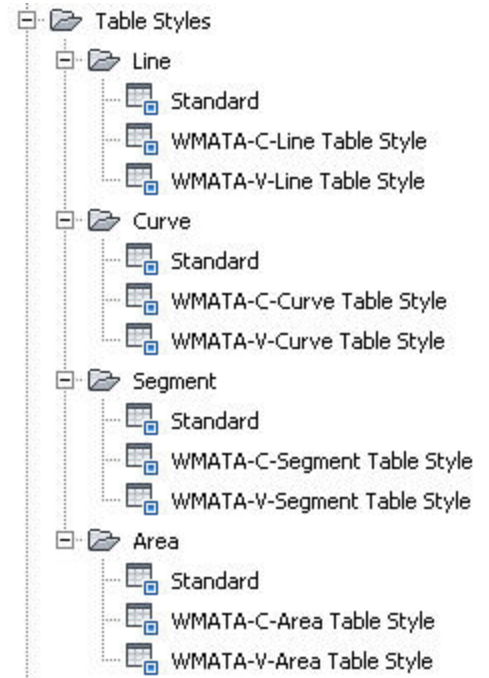 Table Styles
Line
Standard
WMATA-C-Line Table Style
WMATA-V-Line Table Style
Curve
Standard
WMATA-C-Curve Table Style
WMATA-V-Curve Table Style
Segment
Standard
WMATA-C-Segment Table Style
WMATA-V-Segment Table Style
Area
Standard
WMATA-C-Area Table Style
WMATA-V-Area Table Style